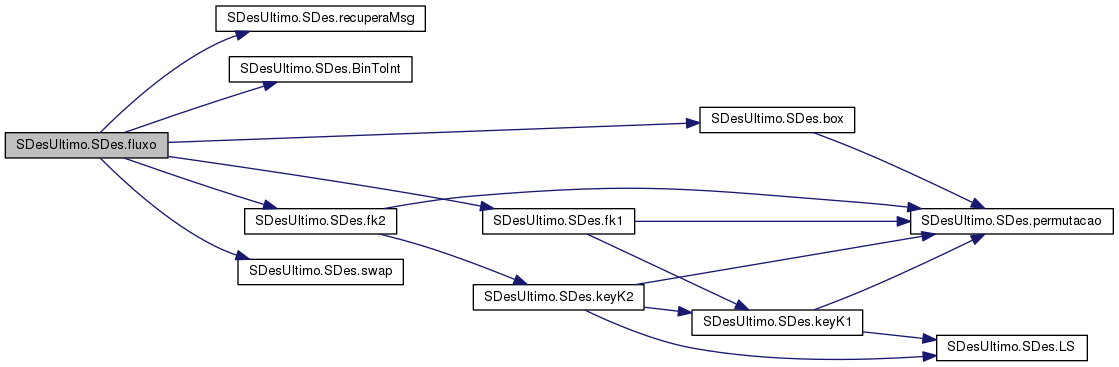 SDesUltimo.SDes.recuperaMsg
SDesUltimo.SDes.BinToInt
SDesUltimo.SDes.box
SDesUltimo.SDes.fluxo
SDesUltimo.SDes.fk2
SDesUltimo.SDes.fk1
SDesUltimo.SDes.permutacao
SDesUltimo.SDes.swap
SDesUltimo.SDes.keyK2
SDesUltimo.SDes.keyK1
SDesUltimo.SDes.LS